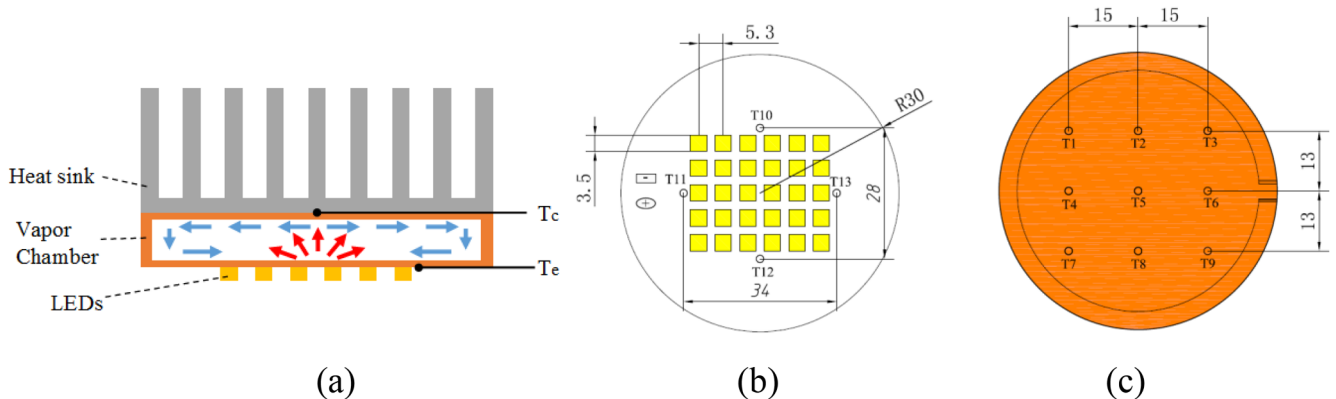 Heat sink
Vapor
Chamber
LEDs
Tc
Te
(a)
5.3
R30
T10
3.5
T11
T13
28
T12
34
(b)
15
15
T1
T2
T3
13
T4
T5
T6
13
T7
T8
T9
(c)